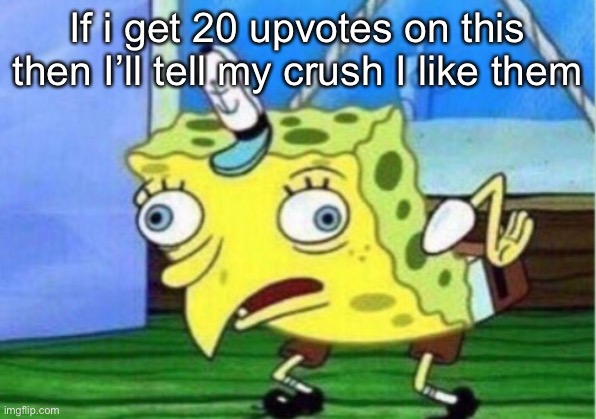 If i get 20 upvotes on this
then I’ll tell my crush I like them
imgflip.com